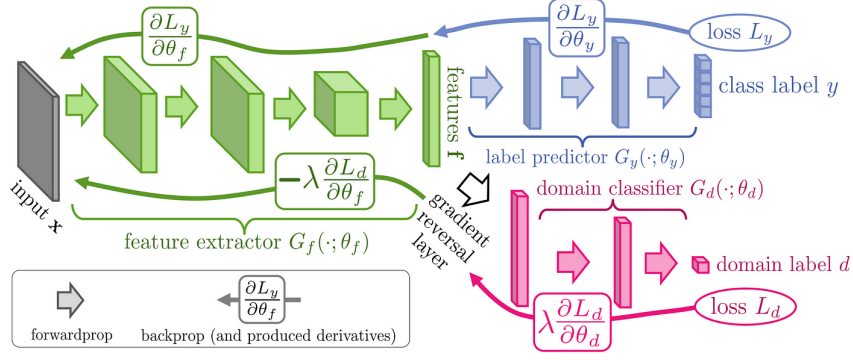 ∂L_y/∂θ_f
∂L_y/∂θ_y
loss L_y
features f
class label y
label predictor G_y(·;θ_y)
input x
−λ ∂L_d/∂θ_f
feature extractor G_f(·;θ_f)
gradient
reversal
layer
domain classifier G_d(·;θ_d)
domain label d
λ ∂L_d/∂θ_d
loss L_d
∂L_y/∂θ_f
forwardprop
backprop (and produced derivatives)